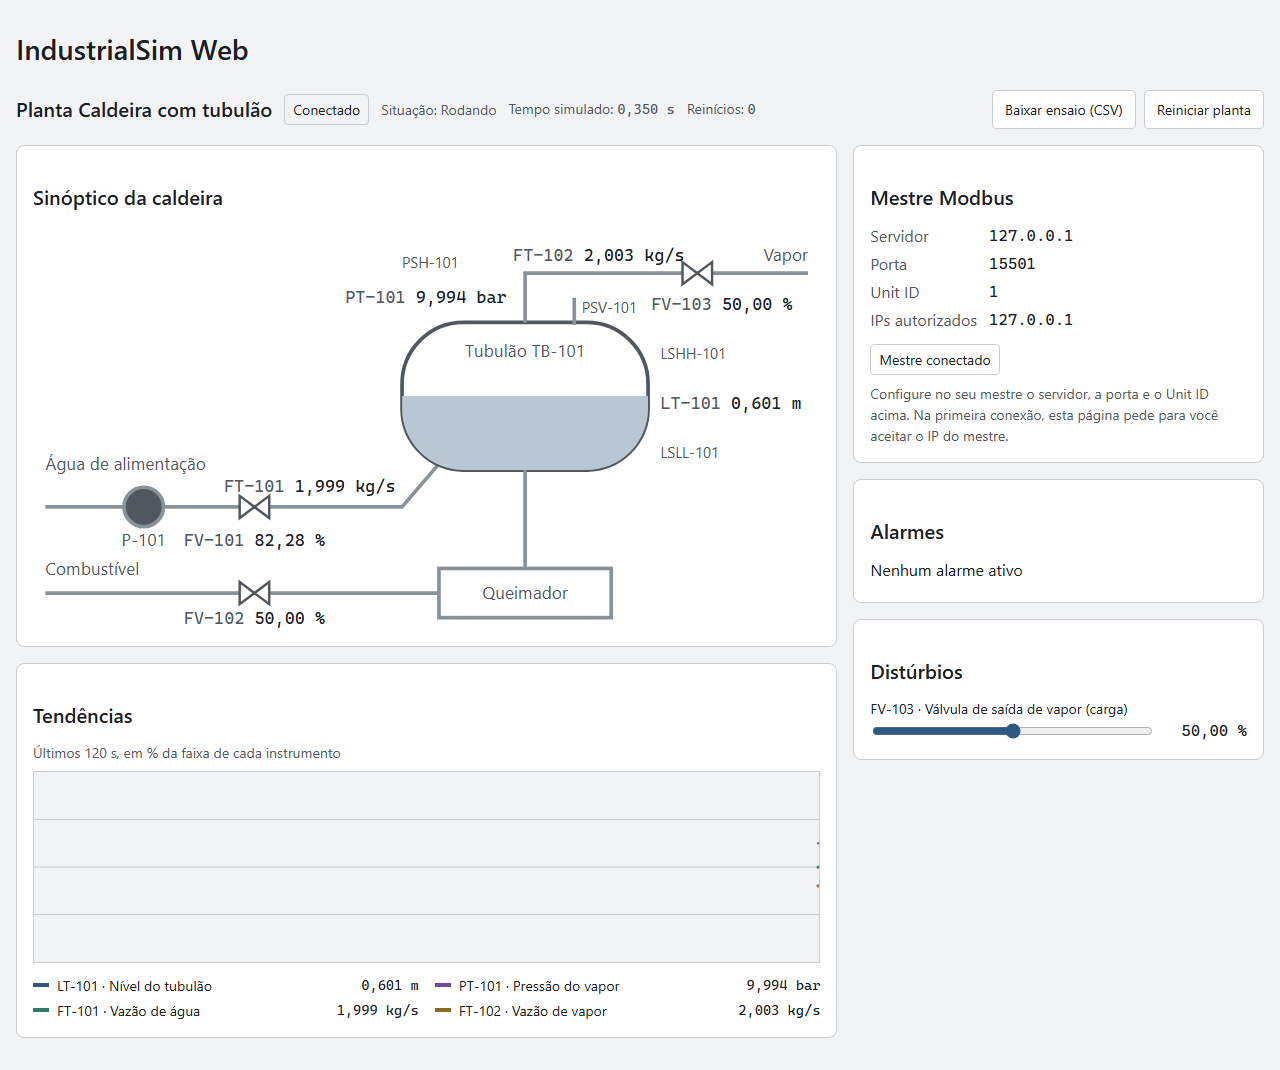 IndustrialSim Web
Planta Caldeira com tubulão
Conectado
Situação: Rodando
Tempo simulado: 0,350 s
Reinícios: 0
Baixar ensaio (CSV)
Reiniciar planta
Sinóptico da caldeira
PSH-101
FT-102 2,003 kg/s
Vapor
PT-101 9,994 bar
PSV-101
FV-103 50,00 %
Tubulão TB-101
LSHH-101
LT-101 0,601 m
LSLL-101
Água de alimentação
FT-101 1,999 kg/s
P-101
FV-101 82,28 %
Combustível
Queimador
FV-102 50,00 %
Tendências
Últimos 120 s, em % da faixa de cada instrumento
LT-101 · Nível do tubulão 0,601 m
PT-101 · Pressão do vapor 9,994 bar
FT-101 · Vazão de água 1,999 kg/s
FT-102 · Vazão de vapor 2,003 kg/s
Mestre Modbus
Servidor 127.0.0.1
Porta 15501
Unit ID 1
IPs autorizados 127.0.0.1
Mestre conectado
Configure no seu mestre o servidor, a porta e o Unit ID
acima. Na primeira conexão, esta página pede para você
aceitar o IP do mestre.
Alarmes
Nenhum alarme ativo
Distúrbios
FV-103 · Válvula de saída de vapor (carga)
50,00 %